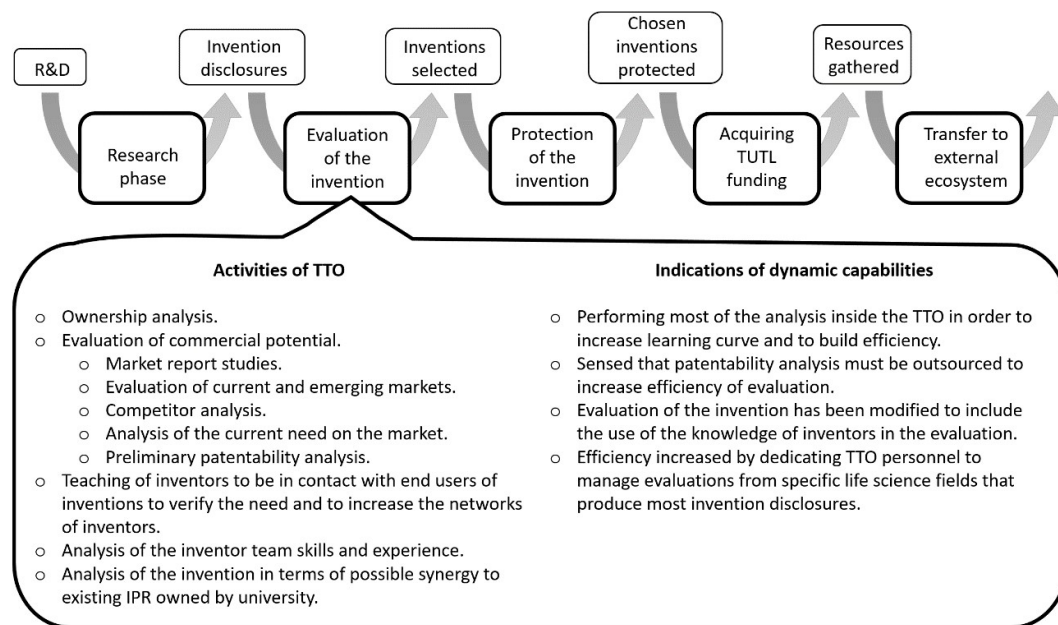 R&D
Invention
disclosures
Inventions
selected
Chosen
inventions
protected
Resources
gathered
Research
phase
Evaluation
of the
invention
Protection
of the
invention
Acquiring
TUTL
funding
Transfer to
external
ecosystem
Activities of TTO
o Ownership analysis.
o Evaluation of commercial potential.
o Market report studies.
o Evaluation of current and emerging markets.
o Competitor analysis.
o Analysis of the current need on the market.
o Preliminary patentability analysis.
o Teaching of inventors to be in contact with end users of
inventions to verify the need and to increase the networks
of inventors.
o Analysis of the inventor team skills and experience.
o Analysis of the invention in terms of possible synergy to
existing IPR owned by university.
Indications of dynamic capabilities
o Performing most of the analysis inside the TTO in order to
increase learning curve and to build efficiency.
o Sensed that patentability analysis must be outsourced to
increase efficiency of evaluation.
o Evaluation of the invention has been modified to include
the use of the knowledge of inventors in the evaluation.
o Efficiency increased by dedicating TTO personnel to
manage evaluations from specific life science fields that
produce most invention disclosures.